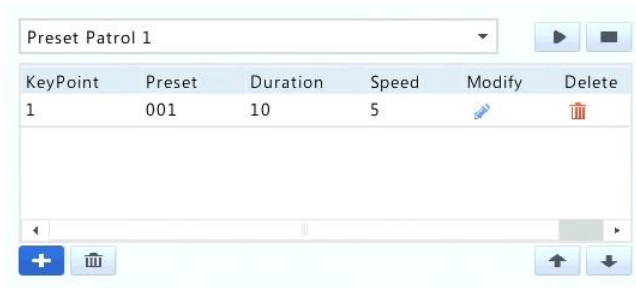 Preset Patrol 1
KeyPoint Preset Duration Speed Modify Delete
1 001 10 5